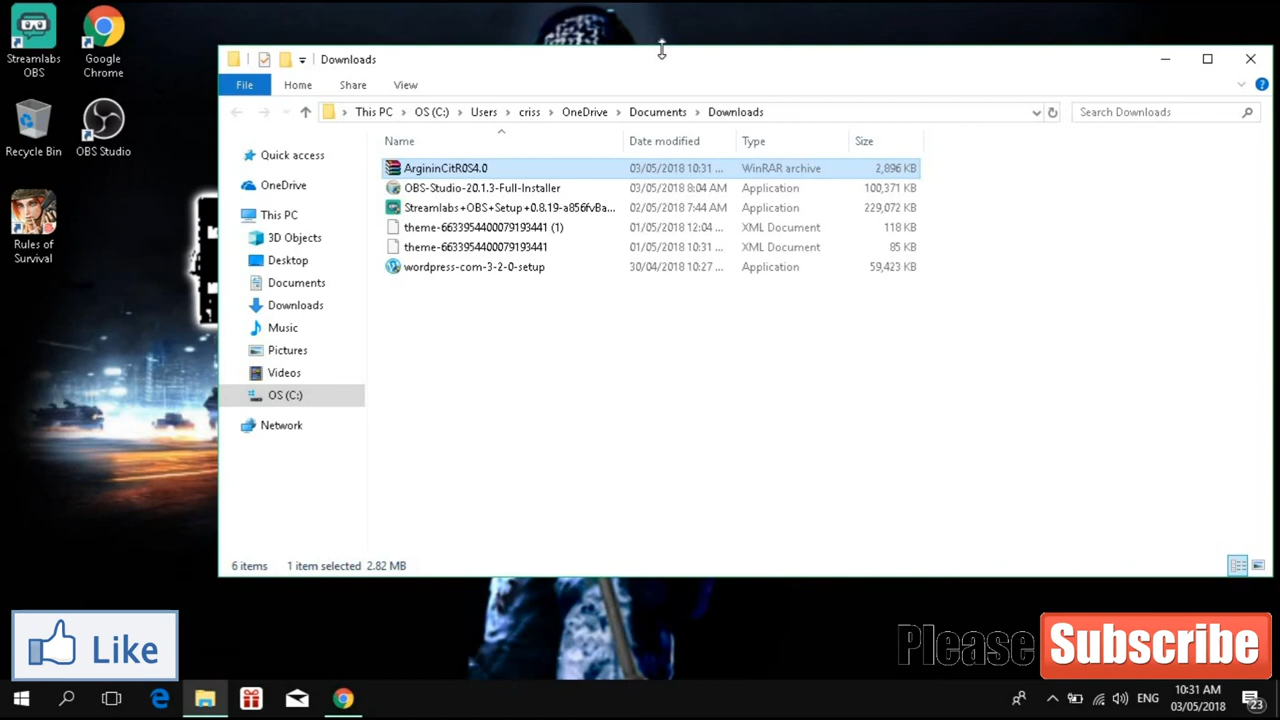 Streamlabs
OBS
Google
Chrome
Recycle Bin
OBS Studio
Rules of
Survival
Downloads
File Home Share View
This PC > OS (C:) > Users > criss > OneDrive > Documents > Downloads
Search Downloads
Name Date modified Type Size
Quick access
OneDrive
This PC
3D Objects
Desktop
Documents
Downloads
Music
Pictures
Videos
OS (C:)
Network
ArgininCitR0S4.0 03/05/2018 10:31 ... WinRAR archive 2,896 KB
OBS-Studio-20.1.3-Full-Installer 03/05/2018 8:04 AM Application 100,371 KB
Streamlabs+OBS+Setup+0.8.19-a856fvBa... 02/05/2018 7:44 AM Application 229,072 KB
theme-6633954400079193441 (1) 01/05/2018 12:04 ... XML Document 118 KB
theme-6633954400079193441 01/05/2018 10:31 ... XML Document 85 KB
wordpress-com-3-2-0-setup 30/04/2018 10:27 ... Application 59,423 KB
6 items 1 item selected 2.82 MB
Like
Please Subscribe
ENG
10:31 AM
03/05/2018
23